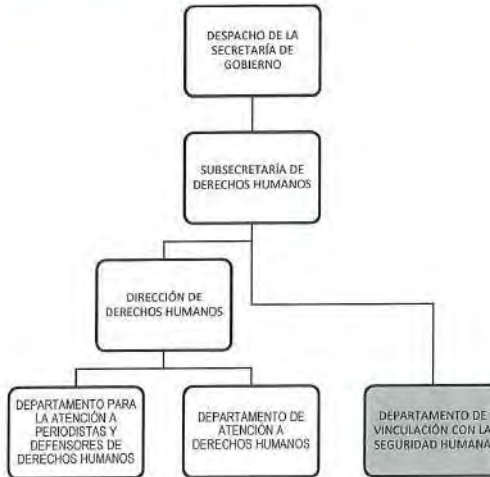 DESPACHO DE LA
SECRETARÍA DE
GOBIERNO
SUBSECRETARÍA DE
DERECHOS HUMANOS
DIRECCIÓN DE
DERECHOS HUMANOS
DEPARTAMENTO PARA
LA ATENCIÓN A
PERIODISTAS Y
DEFENSORES DE
DERECHOS HUMANOS
DEPARTAMENTO DE
ATENCIÓN A
DERECHOS HUMANOS
DEPARTAMENTO DE
VINCULACIÓN CON LA
SEGURIDAD HUMANA